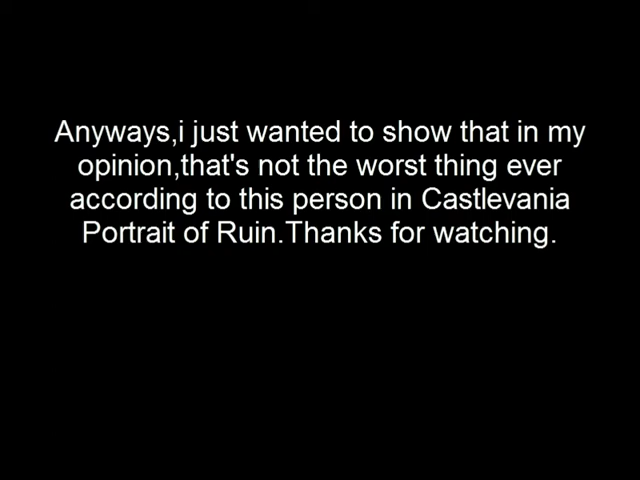 Anyways,i just wanted to show that in my
opinion,that's not the worst thing ever
according to this person in Castlevania
Portrait of Ruin.Thanks for watching.